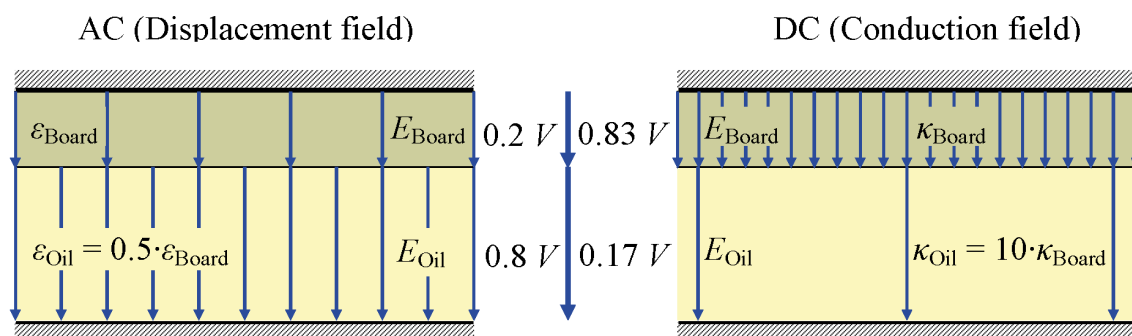 AC (Displacement field)
DC (Conduction field)
εBoard
EBoard
0.2 V
0.83 V
EBoard
κBoard
εOil = 0.5·εBoard
EOil
0.8 V
0.17 V
EOil
κOil = 10·κBoard